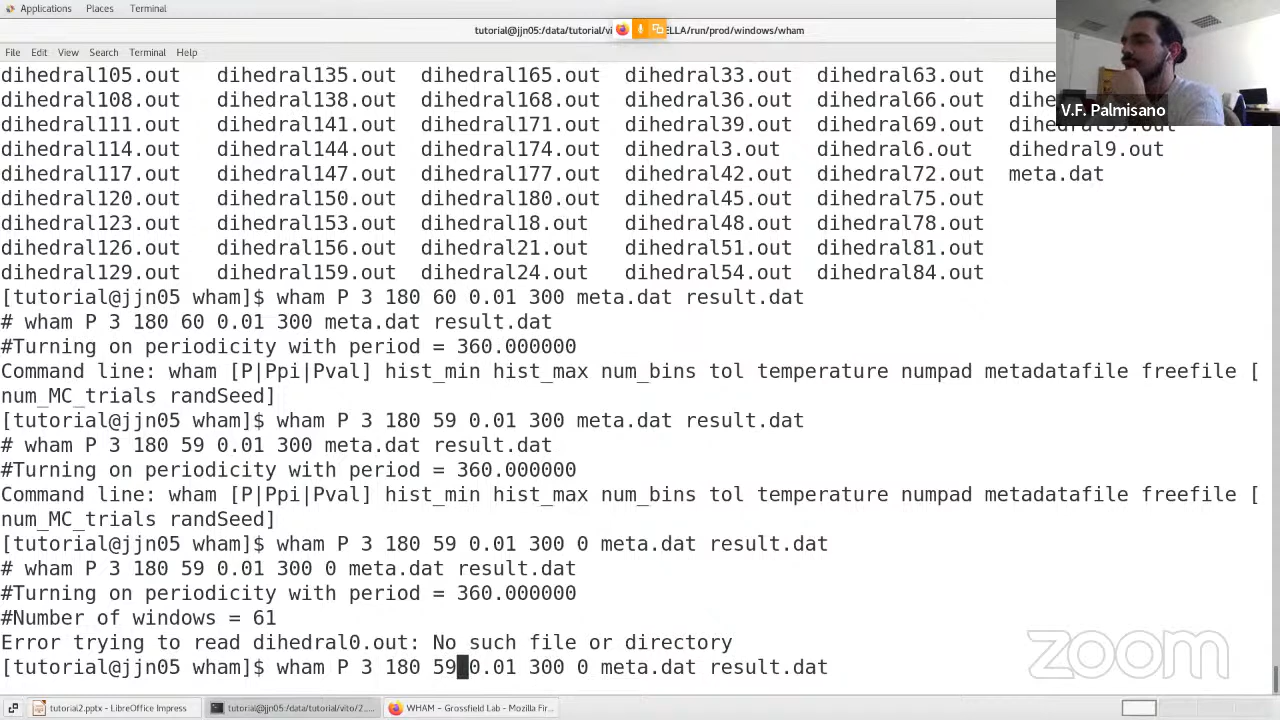 Applications Places Terminal
tutorial@jjn05:/data/tutorial/vi ELLA/run/prod/windows/wham
File Edit View Search Terminal Help
V.F. Palmisano
dihedral105.out dihedral135.out dihedral165.out dihedral33.out dihedral63.out
dihedral108.out dihedral138.out dihedral168.out dihedral36.out dihedral66.out
dihedral111.out dihedral141.out dihedral171.out dihedral39.out dihedral69.out
dihedral114.out dihedral144.out dihedral174.out dihedral3.out dihedral6.out dihedral9.out
dihedral117.out dihedral147.out dihedral177.out dihedral42.out dihedral72.out meta.dat
dihedral120.out dihedral150.out dihedral180.out dihedral45.out dihedral75.out
dihedral123.out dihedral153.out dihedral18.out dihedral48.out dihedral78.out
dihedral126.out dihedral156.out dihedral21.out dihedral51.out dihedral81.out
dihedral129.out dihedral159.out dihedral24.out dihedral54.out dihedral84.out
[tutorial@jjn05 wham]$ wham P 3 180 60 0.01 300 meta.dat result.dat
# wham P 3 180 60 0.01 300 meta.dat result.dat
#Turning on periodicity with period = 360.000000
Command line: wham [P|Ppi|Pval] hist_min hist_max num_bins tol temperature numpad metadatafile freefile [
num_MC_trials randSeed]
[tutorial@jjn05 wham]$ wham P 3 180 59 0.01 300 meta.dat result.dat
# wham P 3 180 59 0.01 300 meta.dat result.dat
#Turning on periodicity with period = 360.000000
Command line: wham [P|Ppi|Pval] hist_min hist_max num_bins tol temperature numpad metadatafile freefile [
num_MC_trials randSeed]
[tutorial@jjn05 wham]$ wham P 3 180 59 0.01 300 0 meta.dat result.dat
# wham P 3 180 59 0.01 300 0 meta.dat result.dat
#Turning on periodicity with period = 360.000000
#Number of windows = 61
Error trying to read dihedral0.out: No such file or directory
[tutorial@jjn05 wham]$ wham P 3 180 59 0.01 300 0 meta.dat result.dat
zoom
tutorial2.pptx - LibreOffice Impress
tutorial@jjn05:/data/tutorial/vito/2....
WHAM – Grossfield Lab - Mozilla Fir...